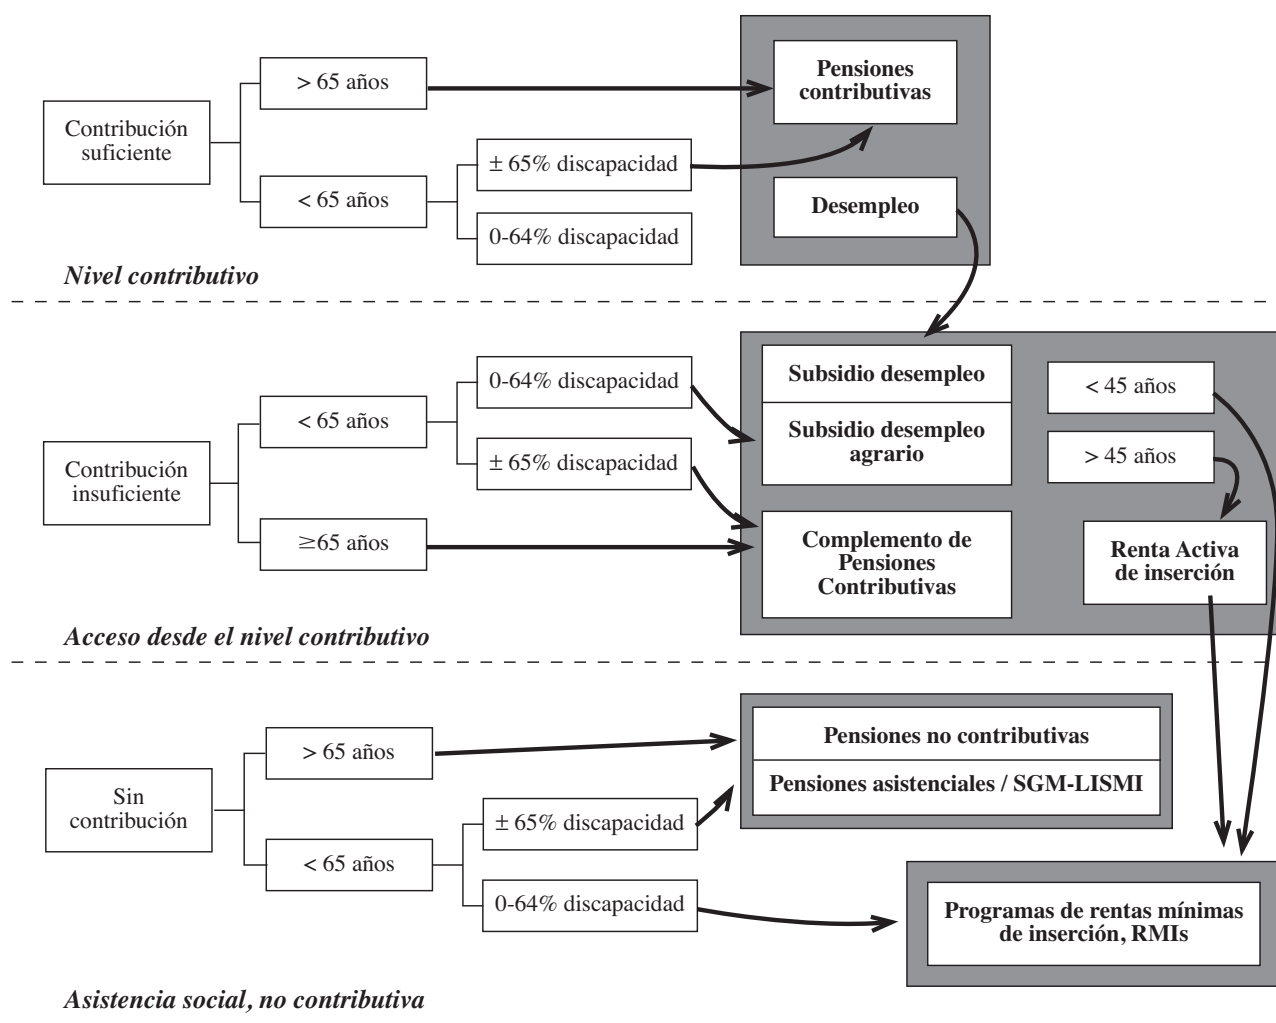 Contribución
suficiente
> 65 años
< 65 años
± 65% discapacidad
0-64% discapacidad
Pensiones
contributivas
Desempleo
Nivel contributivo
Contribución
insuficiente
< 65 años
≧65 años
0-64% discapacidad
± 65% discapacidad
Subsidio desempleo
Subsidio desempleo
agrario
Complemento de
Pensiones
Contributivas
< 45 años
> 45 años
Renta Activa
de inserción
Acceso desde el nivel contributivo
Sin
contribución
> 65 años
< 65 años
± 65% discapacidad
0-64% discapacidad
Pensiones no contributivas
Pensiones asistenciales / SGM-LISMI
Programas de rentas mínimas
de inserción, RMIs
Asistencia social, no contributiva